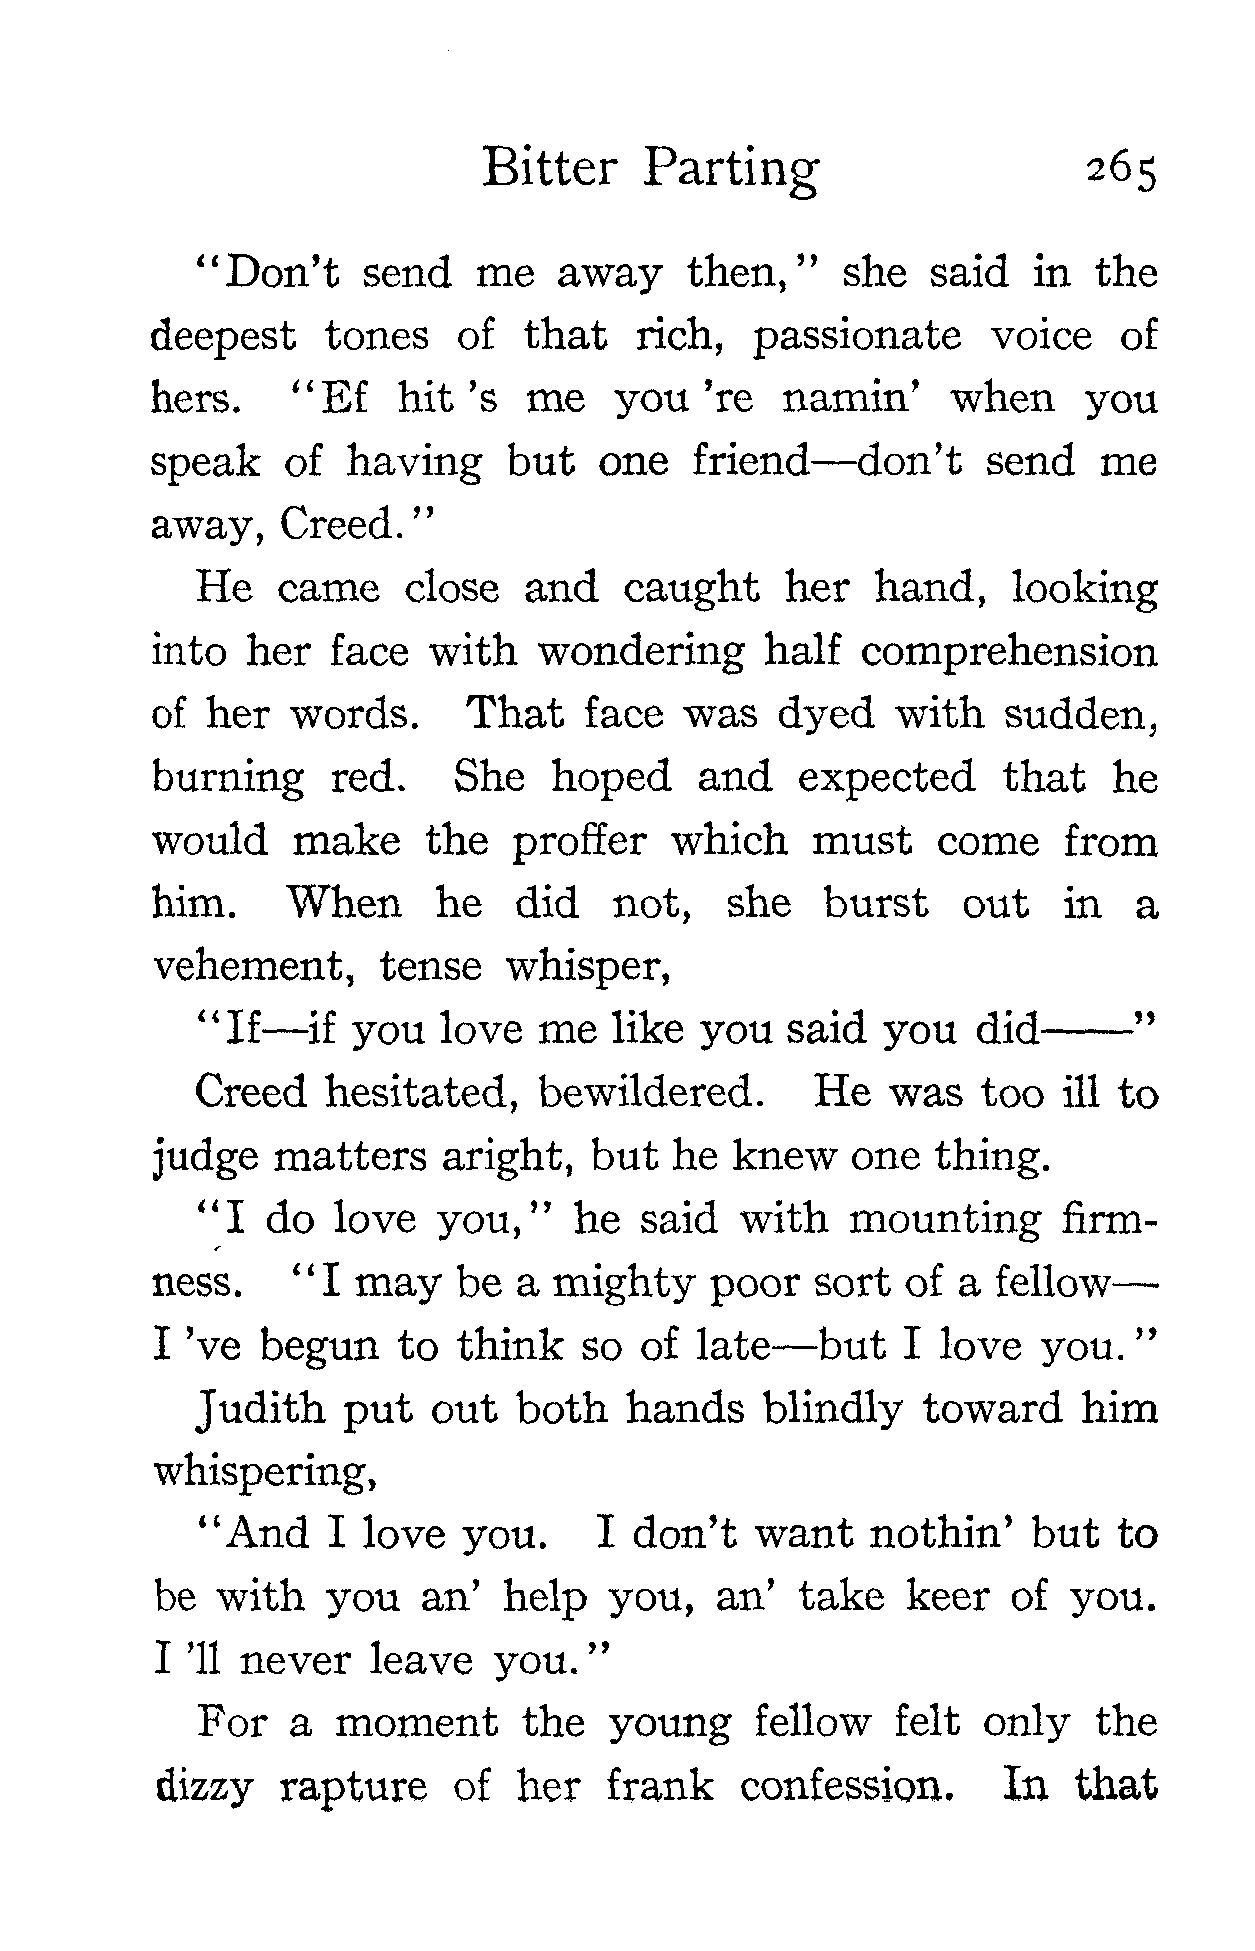 Bitter Parting 265
"Don't send me away then," she said in the
deepest tones of that rich, passionate voice of
hers. "Ef hit 's me you 're namin' when you
speak of having but one friend—don't send me
away, Creed."
He came close and caught her hand, looking
into her face with wondering half comprehension
of her words. That face was dyed with sudden,
burning red. She hoped and expected that he
would make the proffer which must come from
him. When he did not, she burst out in a
vehement, tense whisper,
"If—if you love me like you said you did——"
Creed hesitated, bewildered. He was too ill to
judge matters aright, but he knew one thing.
"I do love you," he said with mounting firm-
ness. "I may be a mighty poor sort of a fellow—
I 've begun to think so of late—but I love you."
Judith put out both hands blindly toward him
whispering,
"And I love you. I don't want nothin' but to
be with you an' help you, an' take keer of you.
I 'll never leave you."
For a moment the young fellow felt only the
dizzy rapture of her frank confession. In that